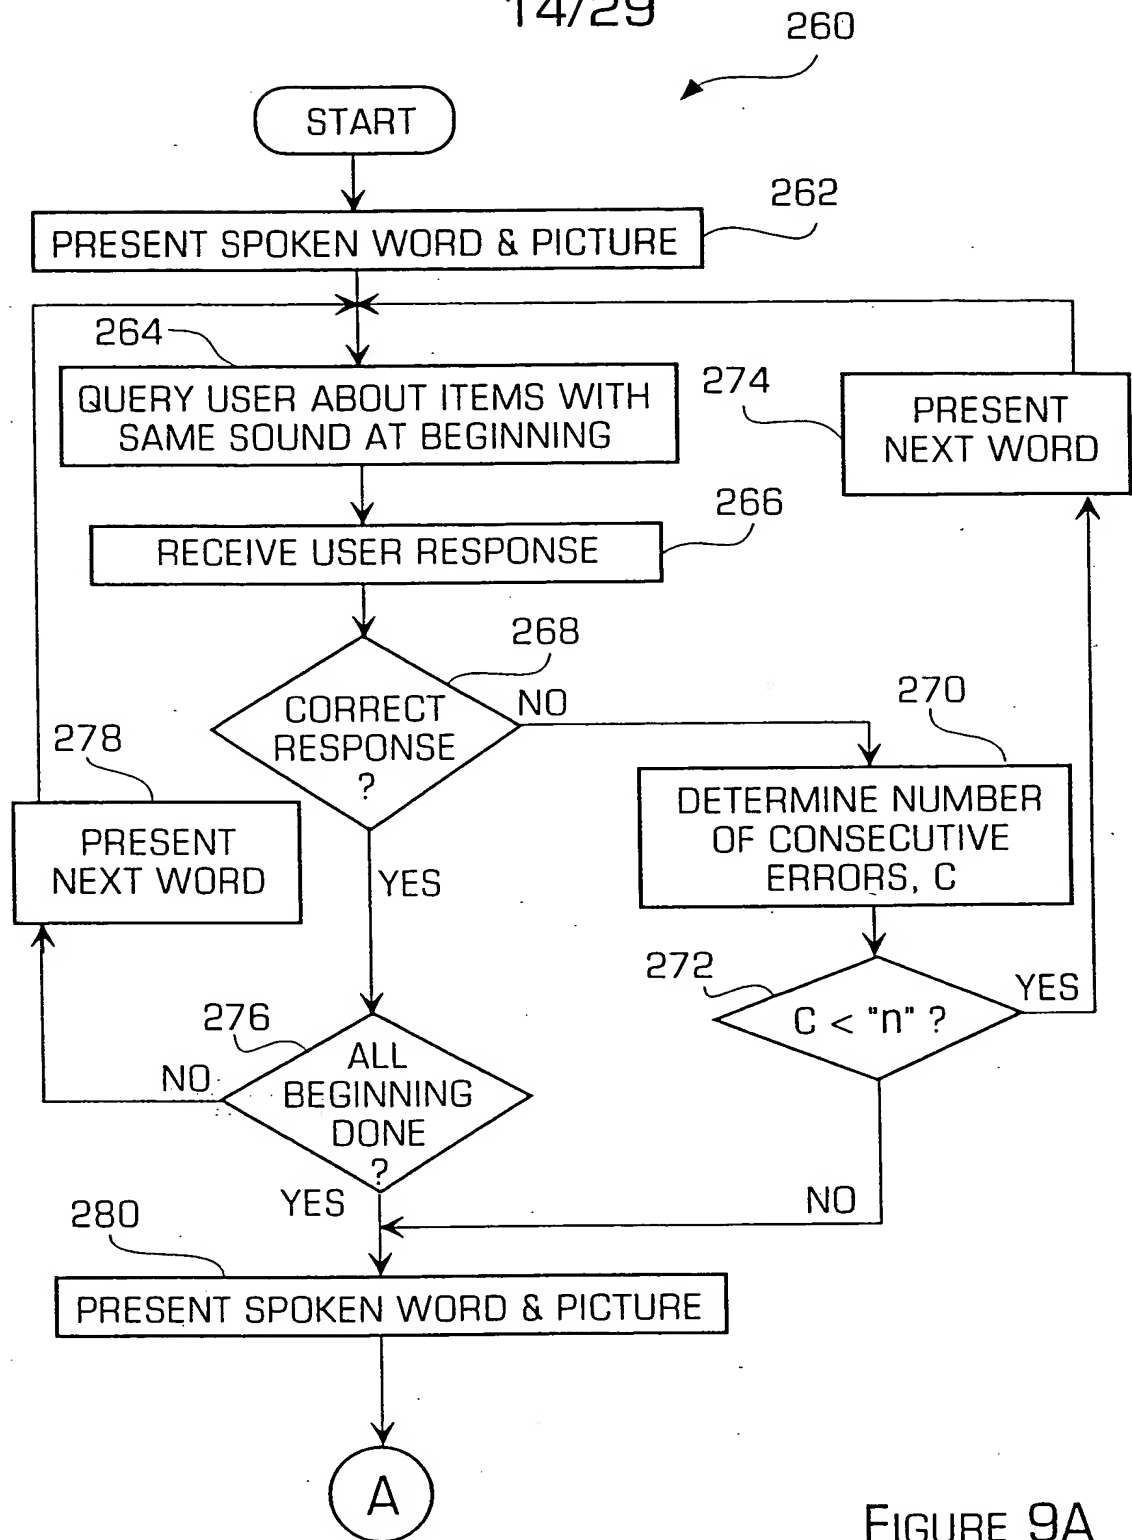 14/29
260
START
262
PRESENT SPOKEN WORD & PICTURE
264
QUERY USER ABOUT ITEMS WITH
SAME SOUND AT BEGINNING
274
PRESENT
NEXT WORD
266
RECEIVE USER RESPONSE
268
CORRECT
RESPONSE
?
NO
270
DETERMINE NUMBER
OF CONSECUTIVE
ERRORS, C
278
PRESENT
NEXT WORD
YES
272
C < "n" ?
YES
276
ALL
BEGINNING
DONE
?
NO
YES
NO
280
PRESENT SPOKEN WORD & PICTURE
A
FIGURE 9A